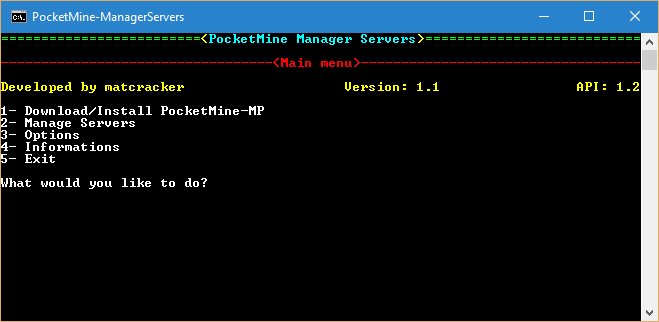 PocketMine-ManagerServers
=========================<PocketMine Manager Servers>===========================
----------------------------------<Main menu>-----------------------------------
Developed by matcracker Version: 1.1 API: 1.2
1- Download/Install PocketMine-MP
2- Manage Servers
3- Options
4- Informations
5- Exit
What would you like to do?